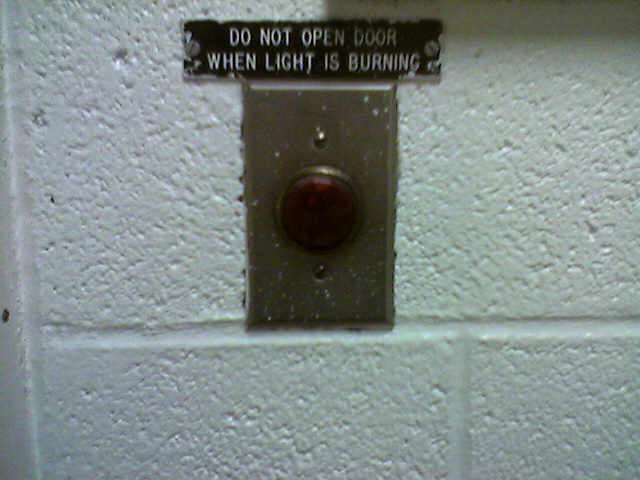 DO NOT OPEN DOOR
WHEN LIGHT IS BURNING